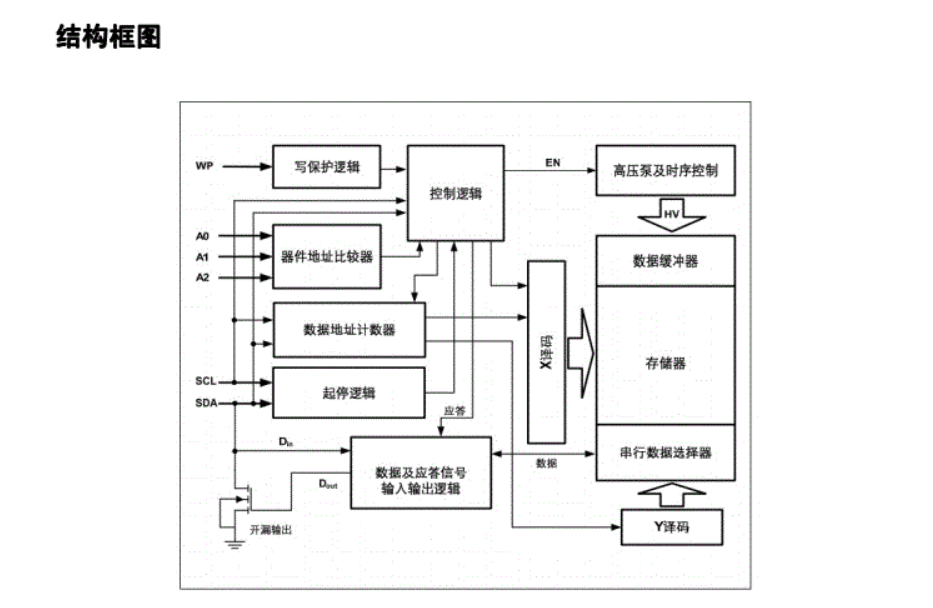 结构框图
WP
写保护逻辑
控制逻辑
EN
高压泵及时序控制
HV
A0
A1
A2
器件地址比较器
数据缓冲器
数据地址计数器
X译码
存储器
SCL
SDA
起停逻辑
应答
Din
Dout
数据及应答信号
输入输出逻辑
数据
串行数据选择器
开漏输出
Y译码